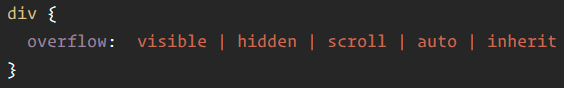 div {
overflow:  visible | hidden | scroll | auto | inherit
}